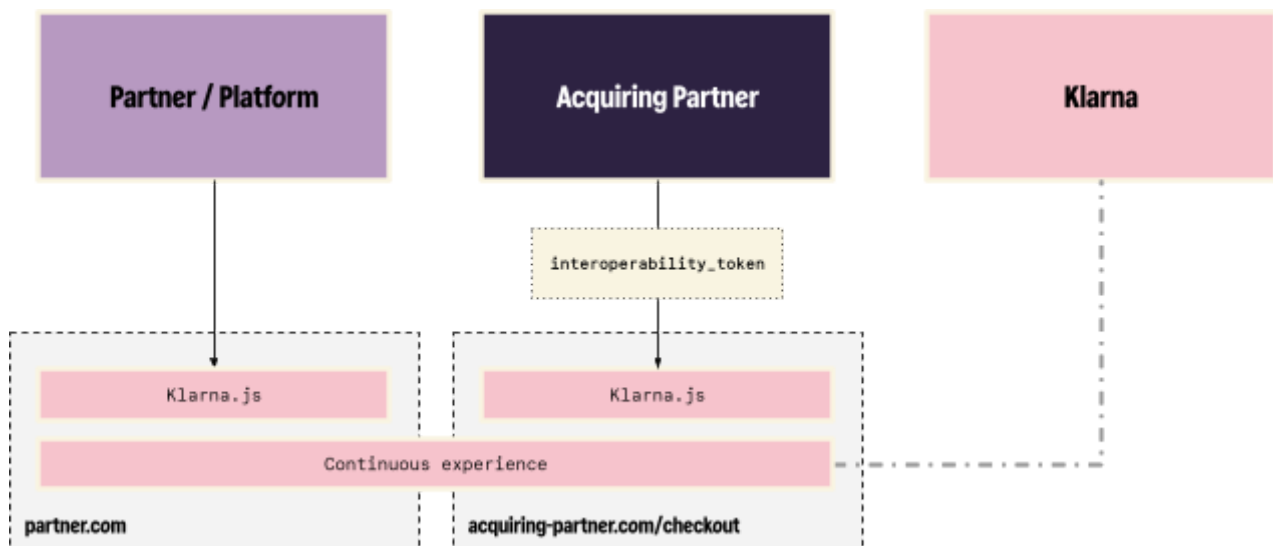 Partner / Platform
Acquiring Partner
Klarna
interoperability_token
Klarna.js
Klarna.js
Continuous experience
partner.com
acquiring-partner.com/checkout